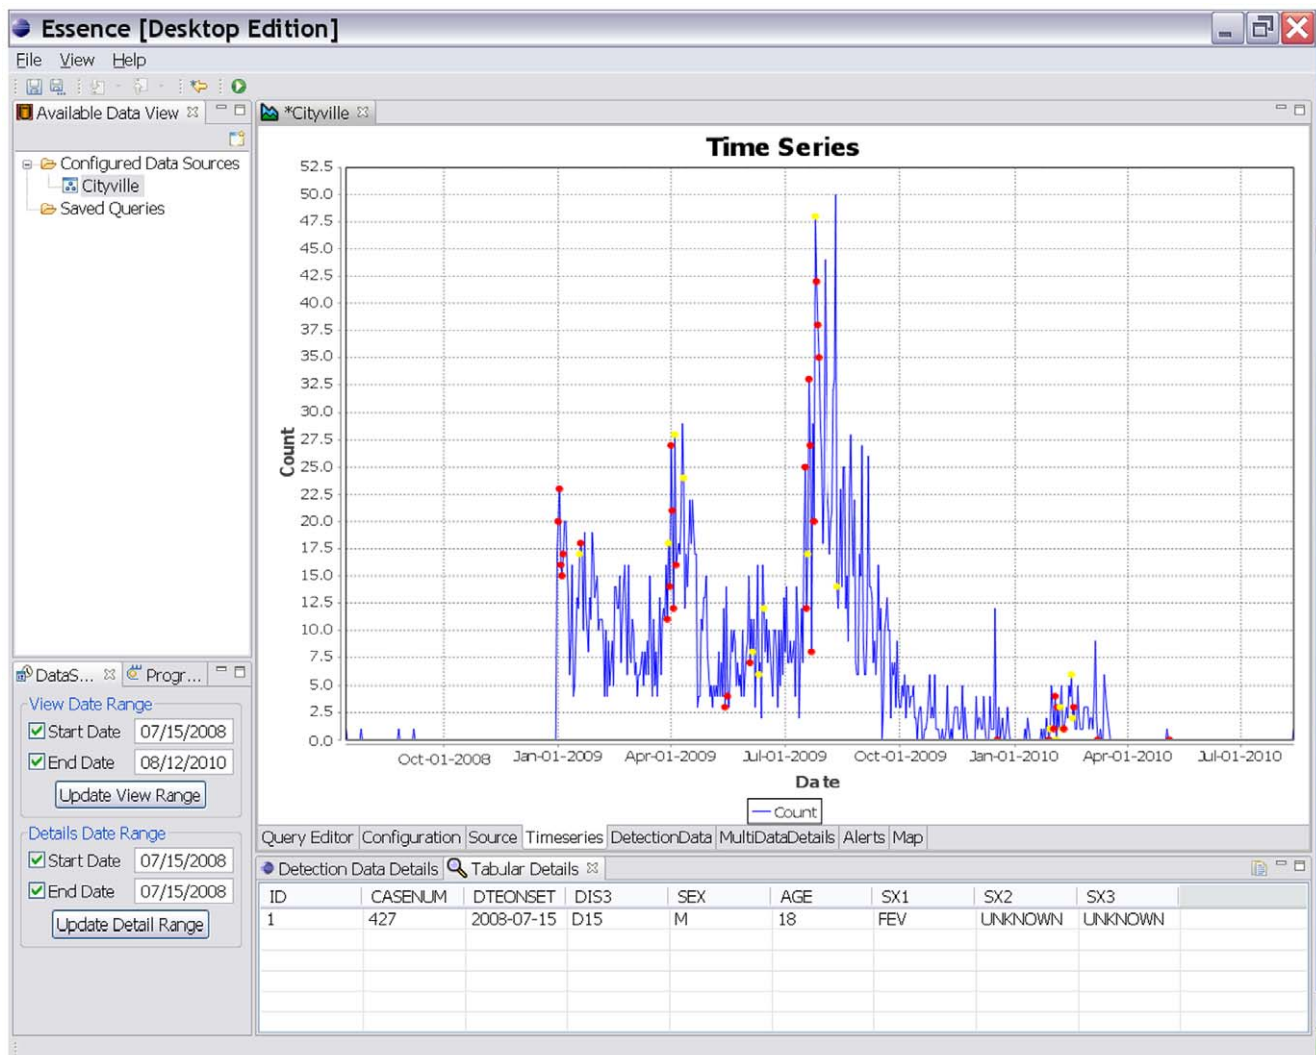 Essence [Desktop Edition]
File View Help
Available Data View
Configured Data Sources
Cityville
Saved Queries
*Cityville
Time Series
52.5
50.0
47.5
45.0
42.5
40.0
37.5
35.0
32.5
30.0
27.5
25.0
22.5
20.0
17.5
15.0
12.5
10.0
7.5
5.0
2.5
0.0
Count
Oct-01-2008 Jan-01-2009 Apr-01-2009 Jul-01-2009 Oct-01-2009 Jan-01-2010 Apr-01-2010 Jul-01-2010
Date
Count
Query Editor Configuration Source Timeseries DetectionData MultiDataDetails Alerts Map
DataS... Progr...
View Date Range
Start Date 07/15/2008
End Date 08/12/2010
Update View Range
Details Date Range
Start Date 07/15/2008
End Date 07/15/2008
Update Detail Range
Detection Data Details Tabular Details
ID CASENUM DTEONSET DIS3 SEX AGE SX1 SX2 SX3
1 427 2008-07-15 D15 M 18 FEV UNKNOWN UNKNOWN